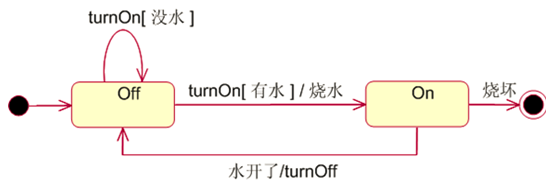 turnOn[ 没水 ]
Off
turnOn[ 有水 ] / 烧水
On
烧坏
水开了/turnOff